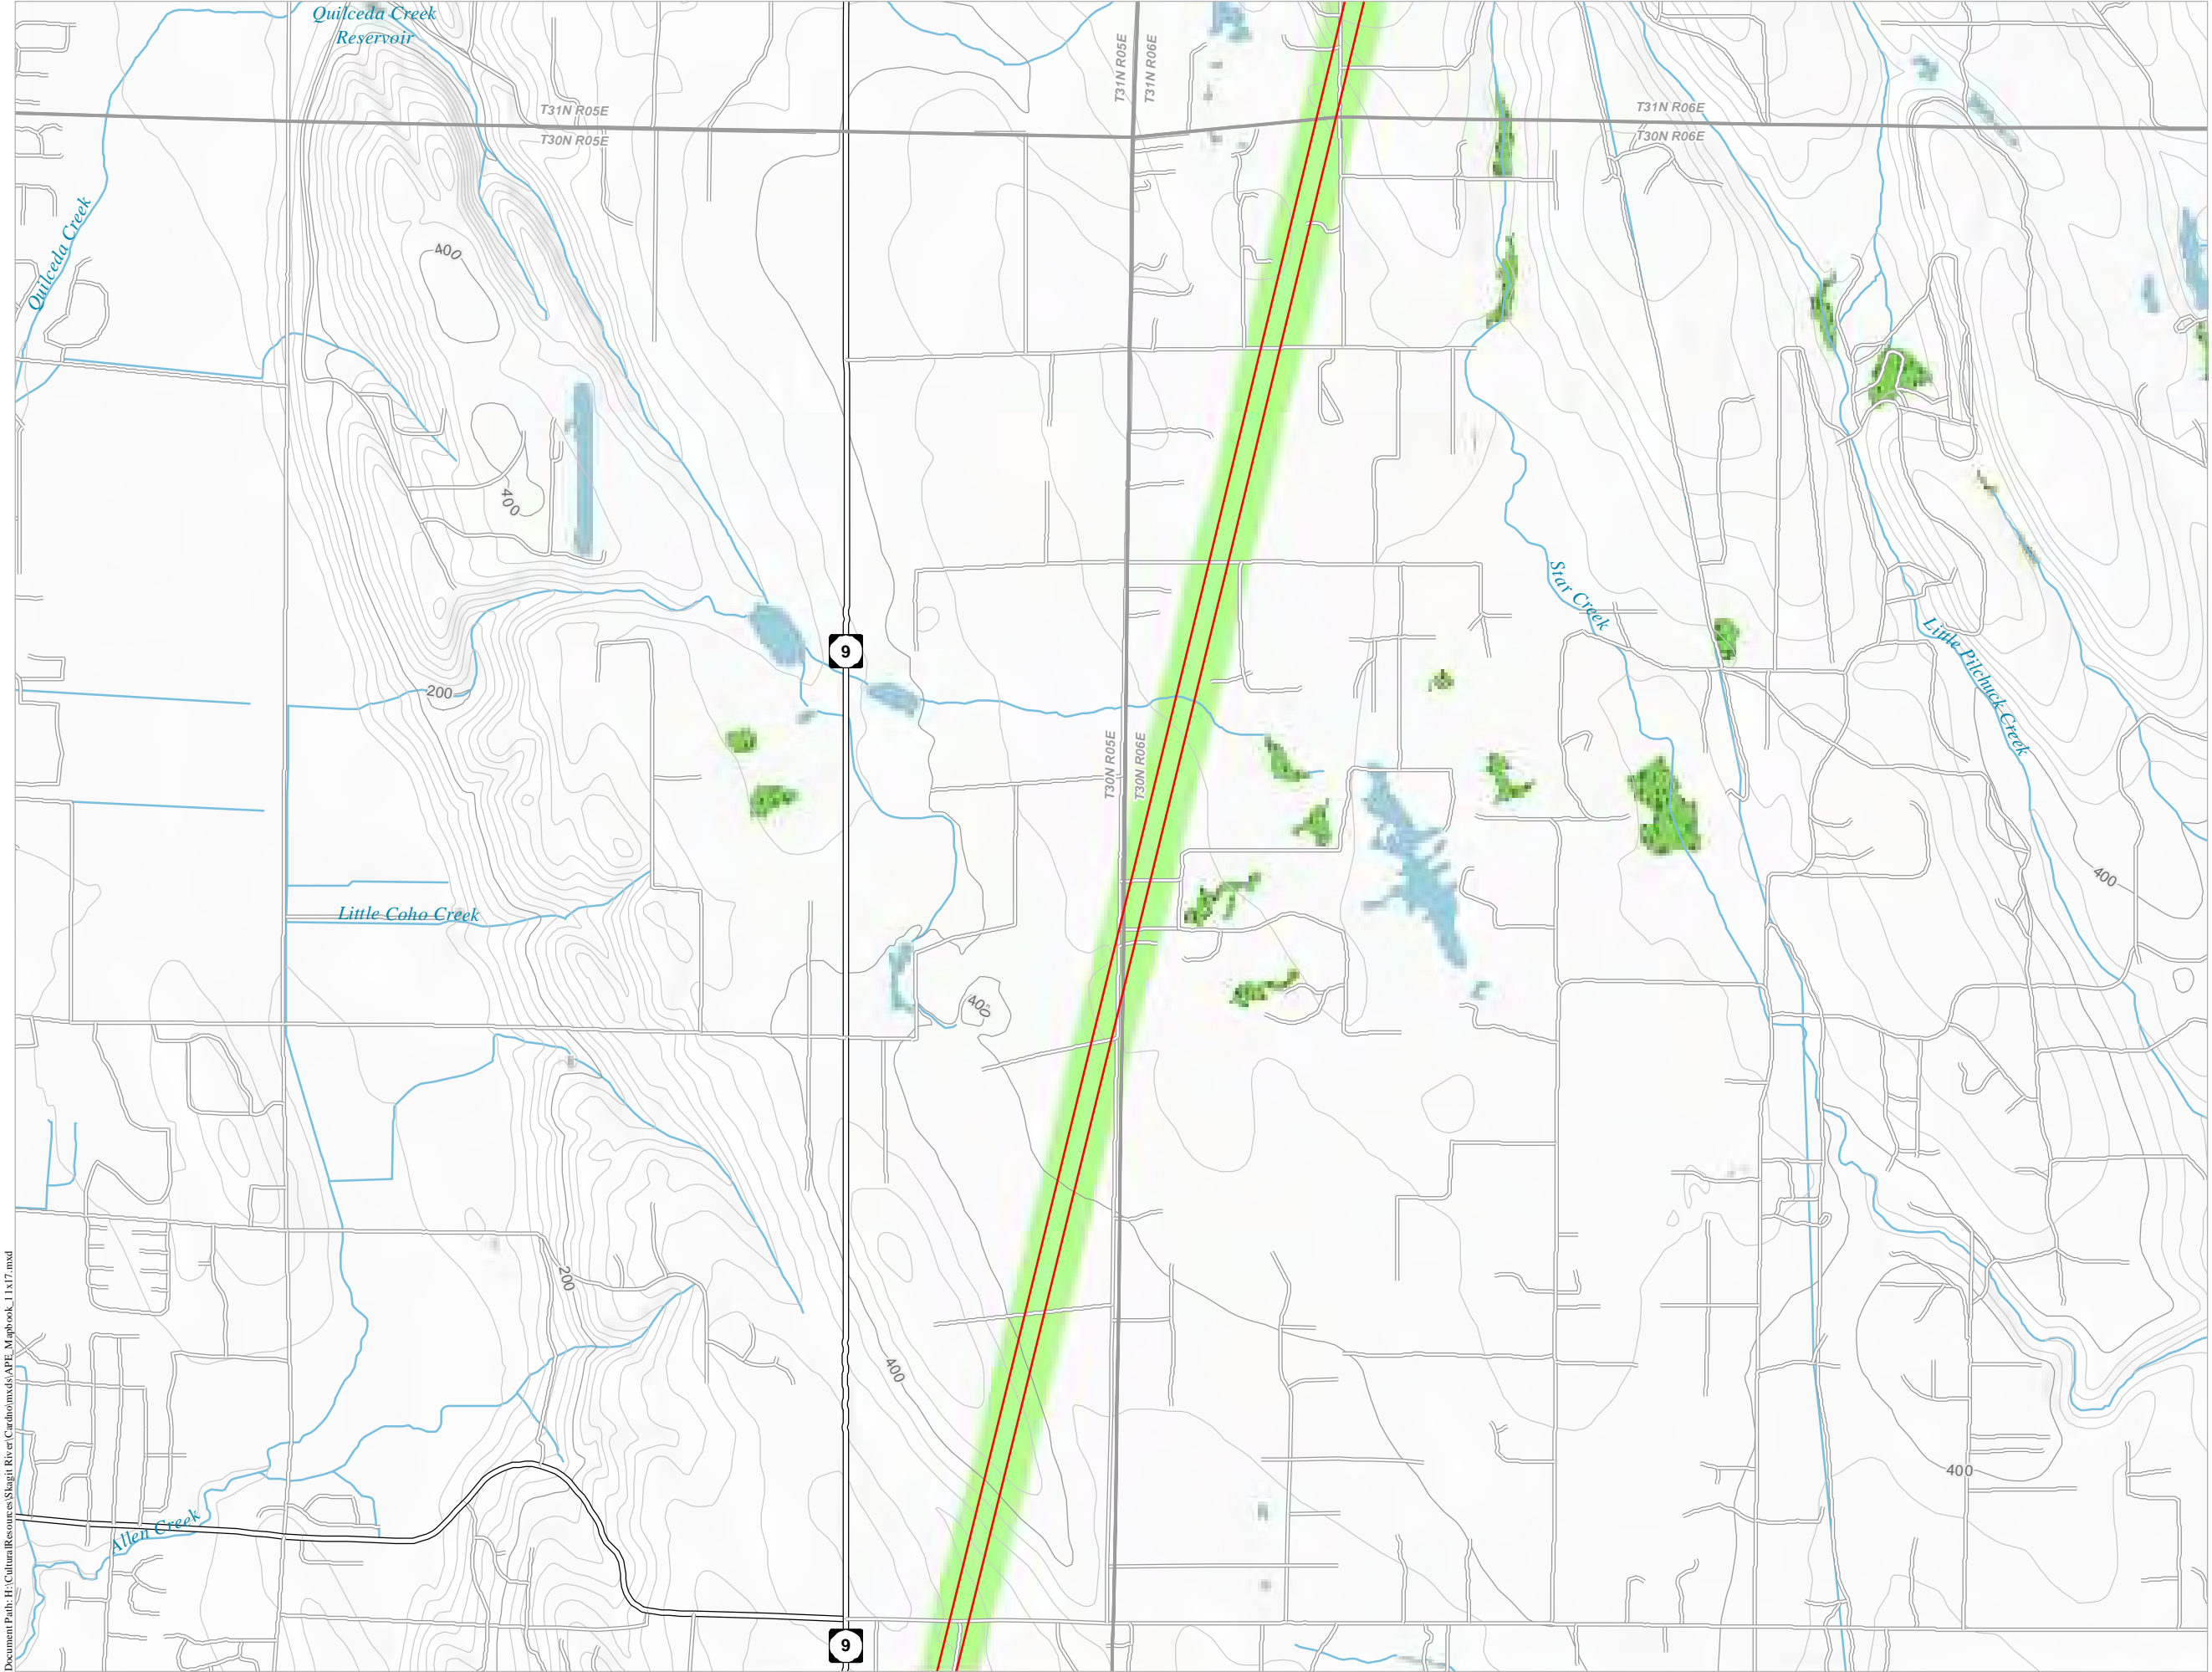 Quilceda Creek
Reservoir
T31N R05E
T31N R06E
T31N R05E
T30N R05E
T31N R06E
T30N R06E
Quilceda Creek
400
400
Star Creek
9
Little Pilchuck Creek
200
T30N R05E
T30N R06E
400
Little Coho Creek
400
200
400
400
Allen Creek
9
Document Path: H:\CulturalResources\Skagit River\Cardno\mxds\APE_Mapbook_11x17.mxd